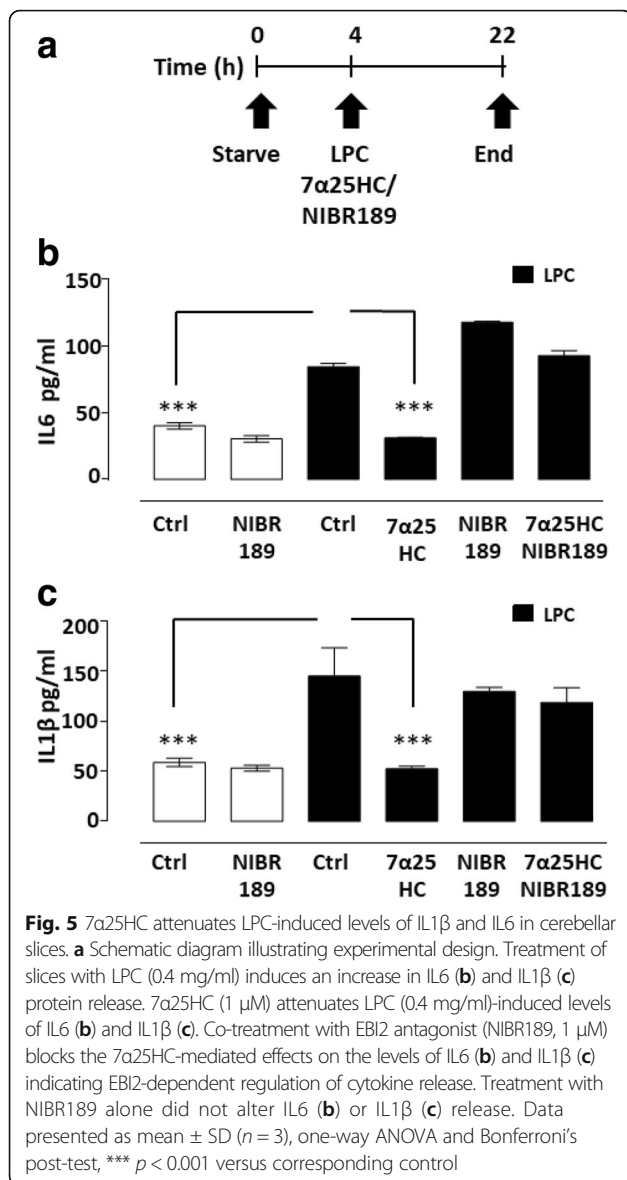 a
0 4 22
Time (h)
Starve LPC End
7α25HC/
NIBR189
b
LPC
150
100
50
0
IL6 pg/ml
*** ***
Ctrl NIBR Ctrl 7α25 NIBR 7α25HC
189 HC 189 NIBR189
c
LPC
200
150
100
50
0
IL1β pg/ml
*** ***
Ctrl NIBR Ctrl 7α25 NIBR 7α25HC
189 HC 189 NIBR189
Fig. 5 7α25HC attenuates LPC-induced levels of IL1β and IL6 in cerebellar
slices. a Schematic diagram illustrating experimental design. Treatment of
slices with LPC (0.4 mg/ml) induces an increase in IL6 (b) and IL1β (c)
protein release. 7α25HC (1 μM) attenuates LPC (0.4 mg/ml)-induced levels
of IL6 (b) and IL1β (c). Co-treatment with EBI2 antagonist (NIBR189, 1 μM)
blocks the 7α25HC-mediated effects on the levels of IL6 (b) and IL1β (c)
indicating EBI2-dependent regulation of cytokine release. Treatment with
NIBR189 alone did not alter IL6 (b) or IL1β (c) release. Data
presented as mean ± SD (n = 3), one-way ANOVA and Bonferroni's
post-test, *** p < 0.001 versus corresponding control